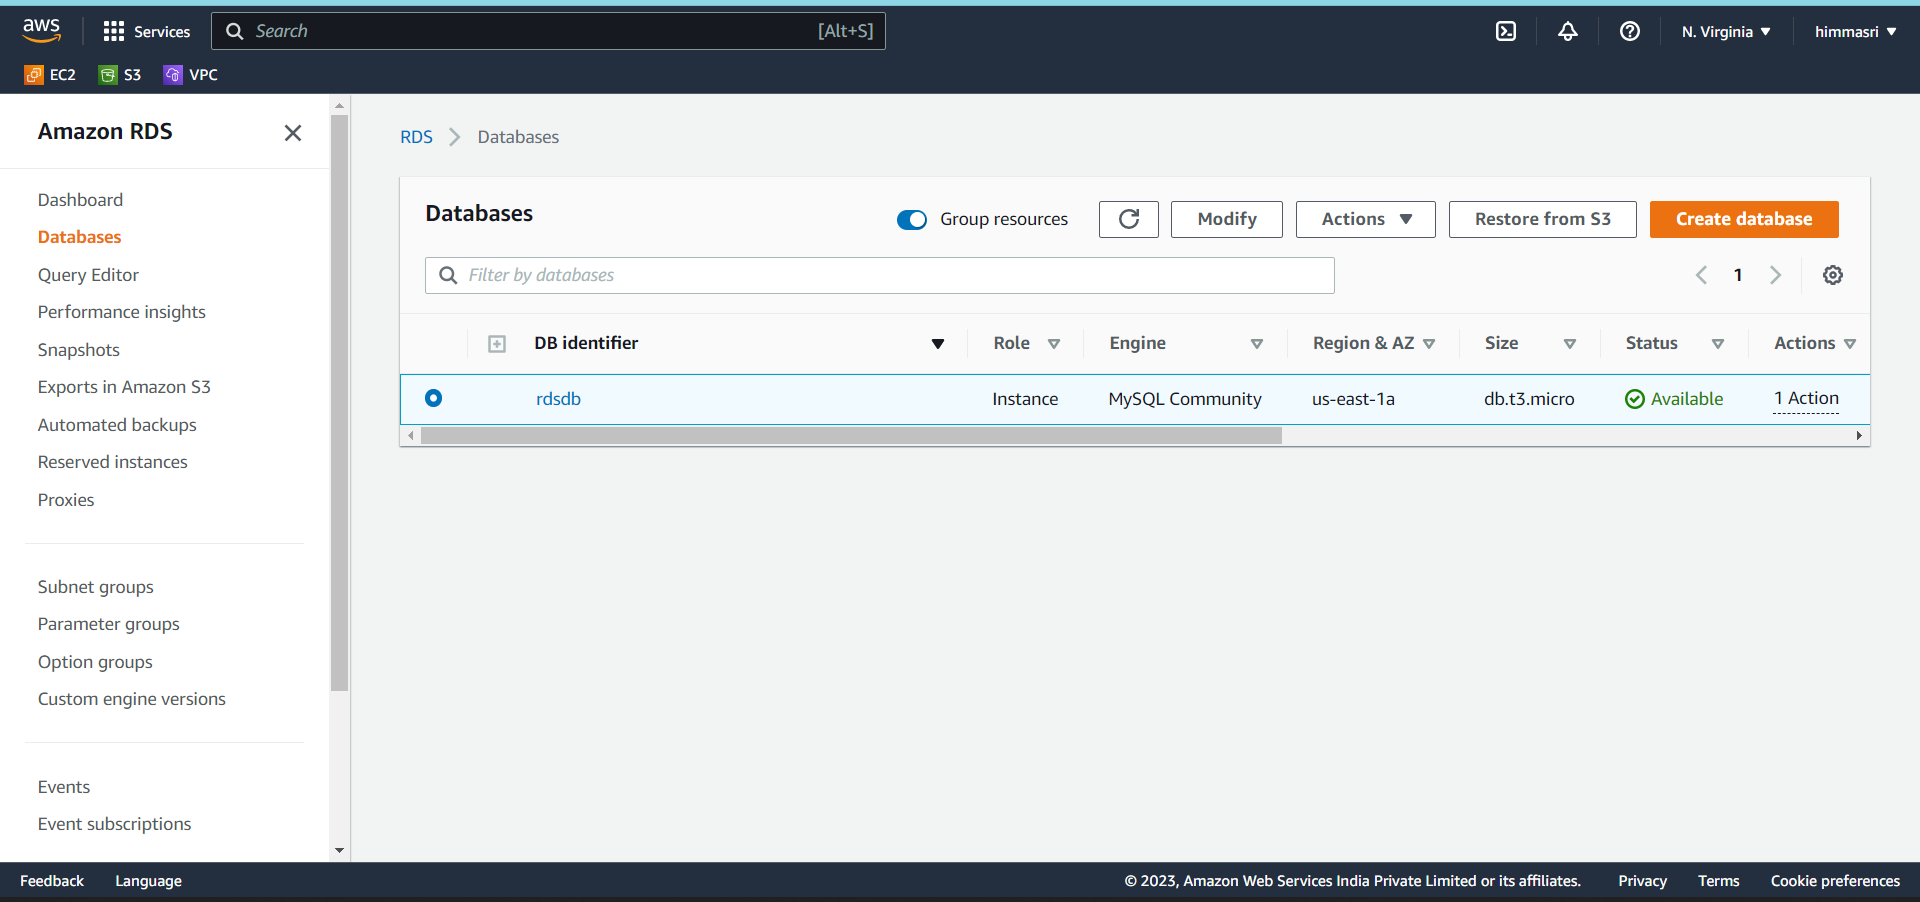 aws
Services
Search
[Alt+S]
N. Virginia
himmasri
EC2
S3
VPC
Amazon RDS
Dashboard
Databases
Query Editor
Performance insights
Snapshots
Exports in Amazon S3
Automated backups
Reserved instances
Proxies
Subnet groups
Parameter groups
Option groups
Custom engine versions
Events
Event subscriptions
RDS
Databases
Databases
Group resources
Modify
Actions
Restore from S3
Create database
Filter by databases
1
DB identifier Role Engine Region & AZ Size Status Actions
rdsdb Instance MySQL Community us-east-1a db.t3.micro Available 1 Action
Feedback
Language
© 2023, Amazon Web Services India Private Limited or its affiliates.
Privacy
Terms
Cookie preferences